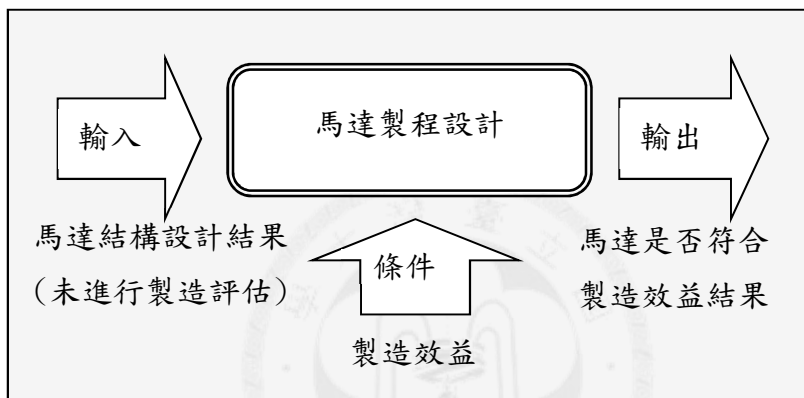 馬達製程設計
輸入
輸出
條件
馬達結構設計結果
(未進行製造評估)
馬達是否符合
製造效益結果
製造效益